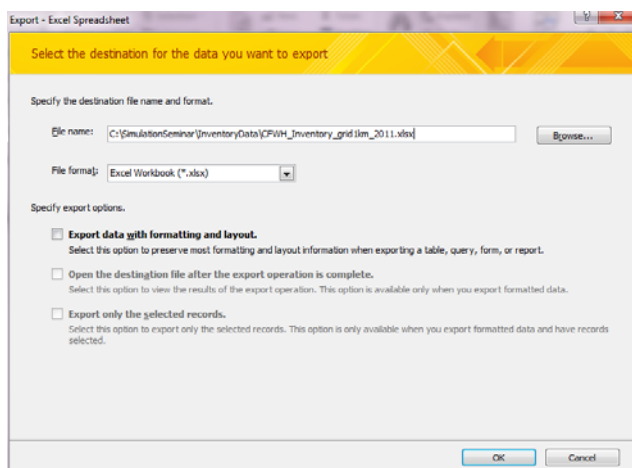 Export - Excel Spreadsheet
Select the destination for the data you want to export
Specify the destination file name and format.
File name:
C:\SimulationSeminar\InventoryData\CFWH_Inventory_grid1km_2011.xlsx
Browse...
File format:
Excel Workbook (*.xlsx)
Specify export options.
Export data with formatting and layout.
Select this option to preserve most formatting and layout information when exporting a table, query, form, or report.
Open the destination file after the export operation is complete.
Select this option to view the results of the export operation. This option is available only when you export formatted data.
Export only the selected records.
Select this option to export only the selected records. This option is only available when you export formatted data and have records
selected.
OK
Cancel